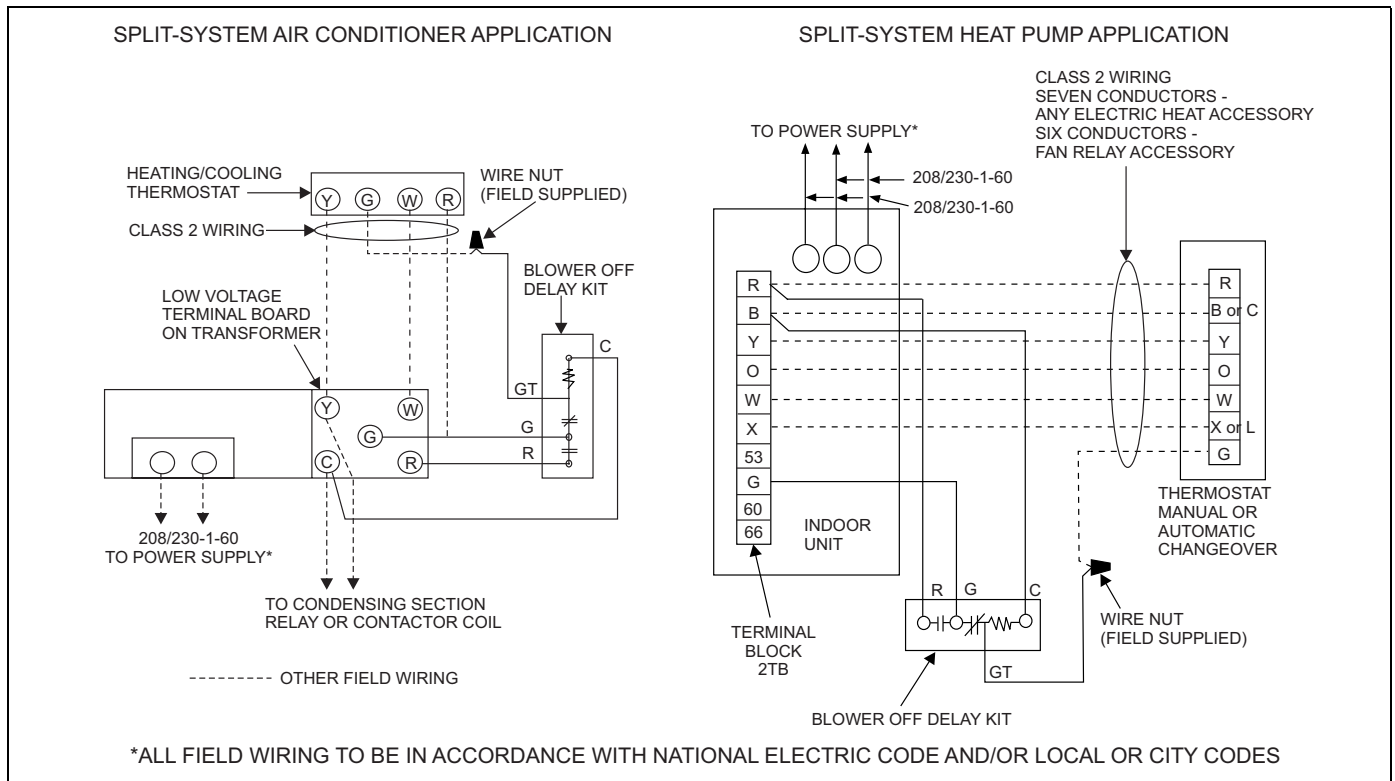 SPLIT-SYSTEM AIR CONDITIONER APPLICATION
HEATING/COOLING
THERMOSTAT
Y G W R
WIRE NUT
(FIELD SUPPLIED)
CLASS 2 WIRING
BLOWER OFF
DELAY KIT
LOW VOLTAGE
TERMINAL BOARD
ON TRANSFORMER
C
GT
G
R
Y
W
G
C
R
208/230-1-60
TO POWER SUPPLY*
TO CONDENSING SECTION
RELAY OR CONTACTOR COIL
OTHER FIELD WIRING
SPLIT-SYSTEM HEAT PUMP APPLICATION
CLASS 2 WIRING
SEVEN CONDUCTORS -
ANY ELECTRIC HEAT ACCESSORY
SIX CONDUCTORS -
FAN RELAY ACCESSORY
TO POWER SUPPLY*
208/230-1-60
208/230-1-60
R
B
Y
O
W
X
53
G
60
66
INDOOR
UNIT
R
B or C
Y
O
W
X or L
G
THERMOSTAT
MANUAL OR
AUTOMATIC
CHANGEOVER
R G C
TERMINAL
BLOCK
2TB
GT
WIRE NUT
(FIELD SUPPLIED)
BLOWER OFF DELAY KIT
*ALL FIELD WIRING TO BE IN ACCORDANCE WITH NATIONAL ELECTRIC CODE AND/OR LOCAL OR CITY CODES